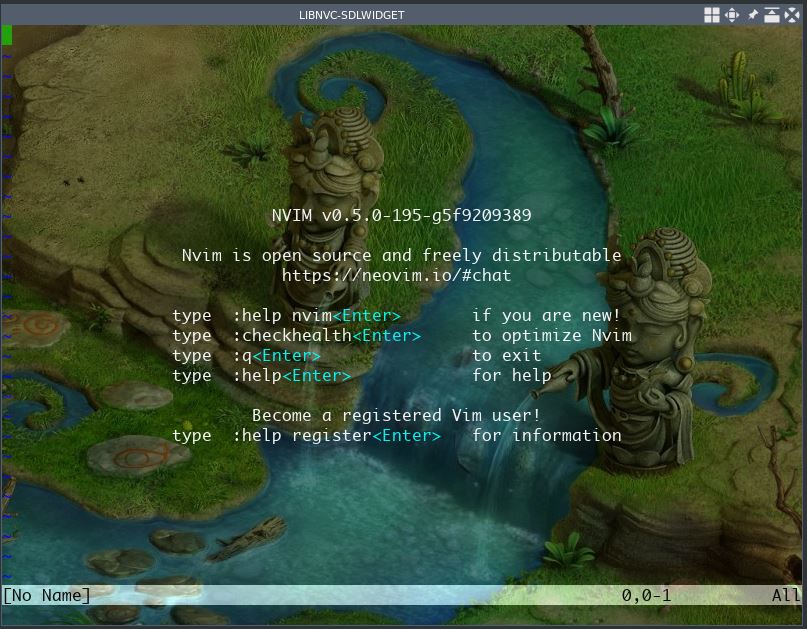 LIBNVC-SDLWIDGET
~
~
~
~
~
~
~
~
~ NVIM v0.5.0-195-g5f9209389
~
~ Nvim is open source and freely distributable
~ https://neovim.io/#chat
~
~ type  :help nvim<Enter>       if you are new!
~ type  :checkhealth<Enter>     to optimize Nvim
~ type  :q<Enter>               to exit
~ type  :help<Enter>            for help
~
~ Become a registered Vim user!
~ type  :help register<Enter>   for information
~
~
~
~
~
~
~
[No Name] 0,0-1 All